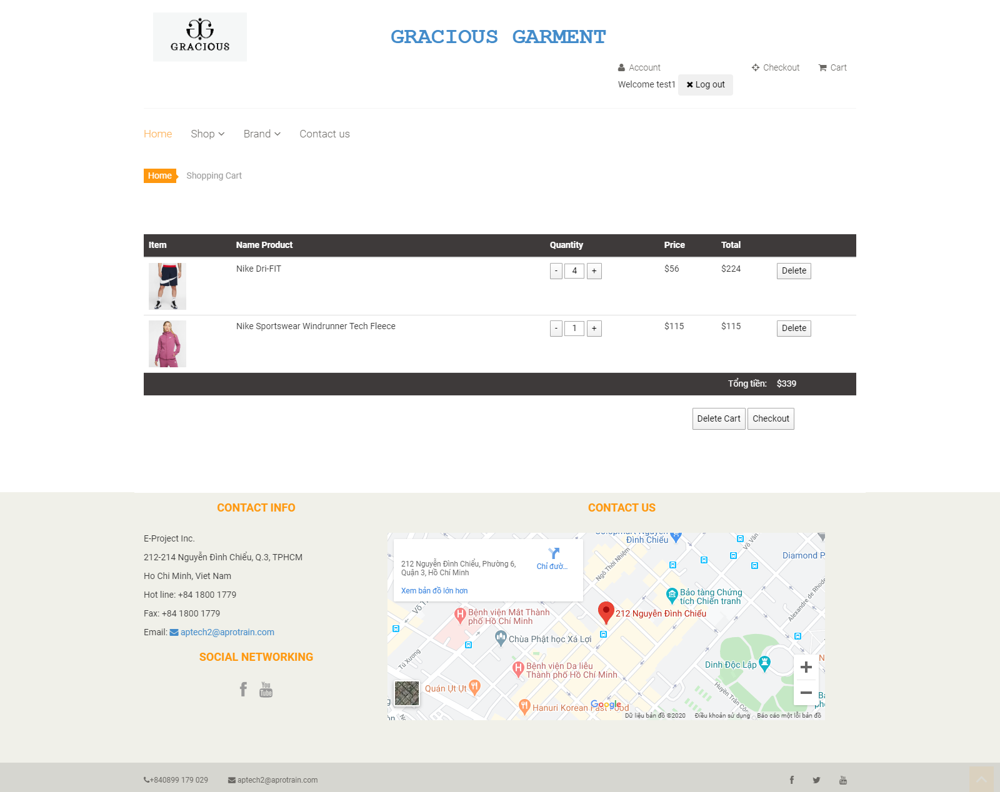 GRACIOUS
GRACIOUS GARMENT
Account
Checkout
Cart
Welcome test1
Log out
Home
Shop
Brand
Contact us
Home
Shopping Cart
Item Name Product Quantity Price Total
Nike Dri-FIT - 4 + $56 $224 Delete
Nike Sportswear Windrunner Tech Fleece - 1 + $115 $115 Delete
Tổng tiền: $339
Delete Cart Checkout
CONTACT INFO
E-Project Inc.
212-214 Nguyễn Đình Chiểu, Q.3, TPHCM
Ho Chi Minh, Viet Nam
Hot line: +84 1800 1779
Fax: +84 1800 1779
Email: aptech2@aprotrain.com
SOCIAL NETWORKING
You
Tube
CONTACT US
212 Nguyễn Đình Chiểu, Phường 6,
Quận 3, Hồ Chí Minh
Chỉ đườ...
Xem bản đồ lớn hơn
Đình Chiểu
Võ Văn
Diamond P
Ngô Thời Nhiệm
Bảo tàng Chứng
tích Chiến tranh
Alexandre de Rhode
Võ T
Bệnh viện Mắt Thành
phố Hồ Chí Minh
212 Nguyễn Đình Chiểu
Chùa Phật học Xá Lợi
Tú Xương
Bệnh viện Da liễu
Thành phố Hồ Chí Minh
Dinh Độc Lập
Quán Ụt Ụt
Huyền Trân Côn
Hanuri Korean Fast Food
Google
Dữ liệu bản đồ ©2020 Điều khoản sử dụng Báo cáo một lỗi bản đồ
+840899 179 029
aptech2@aprotrain.com
You
Tube